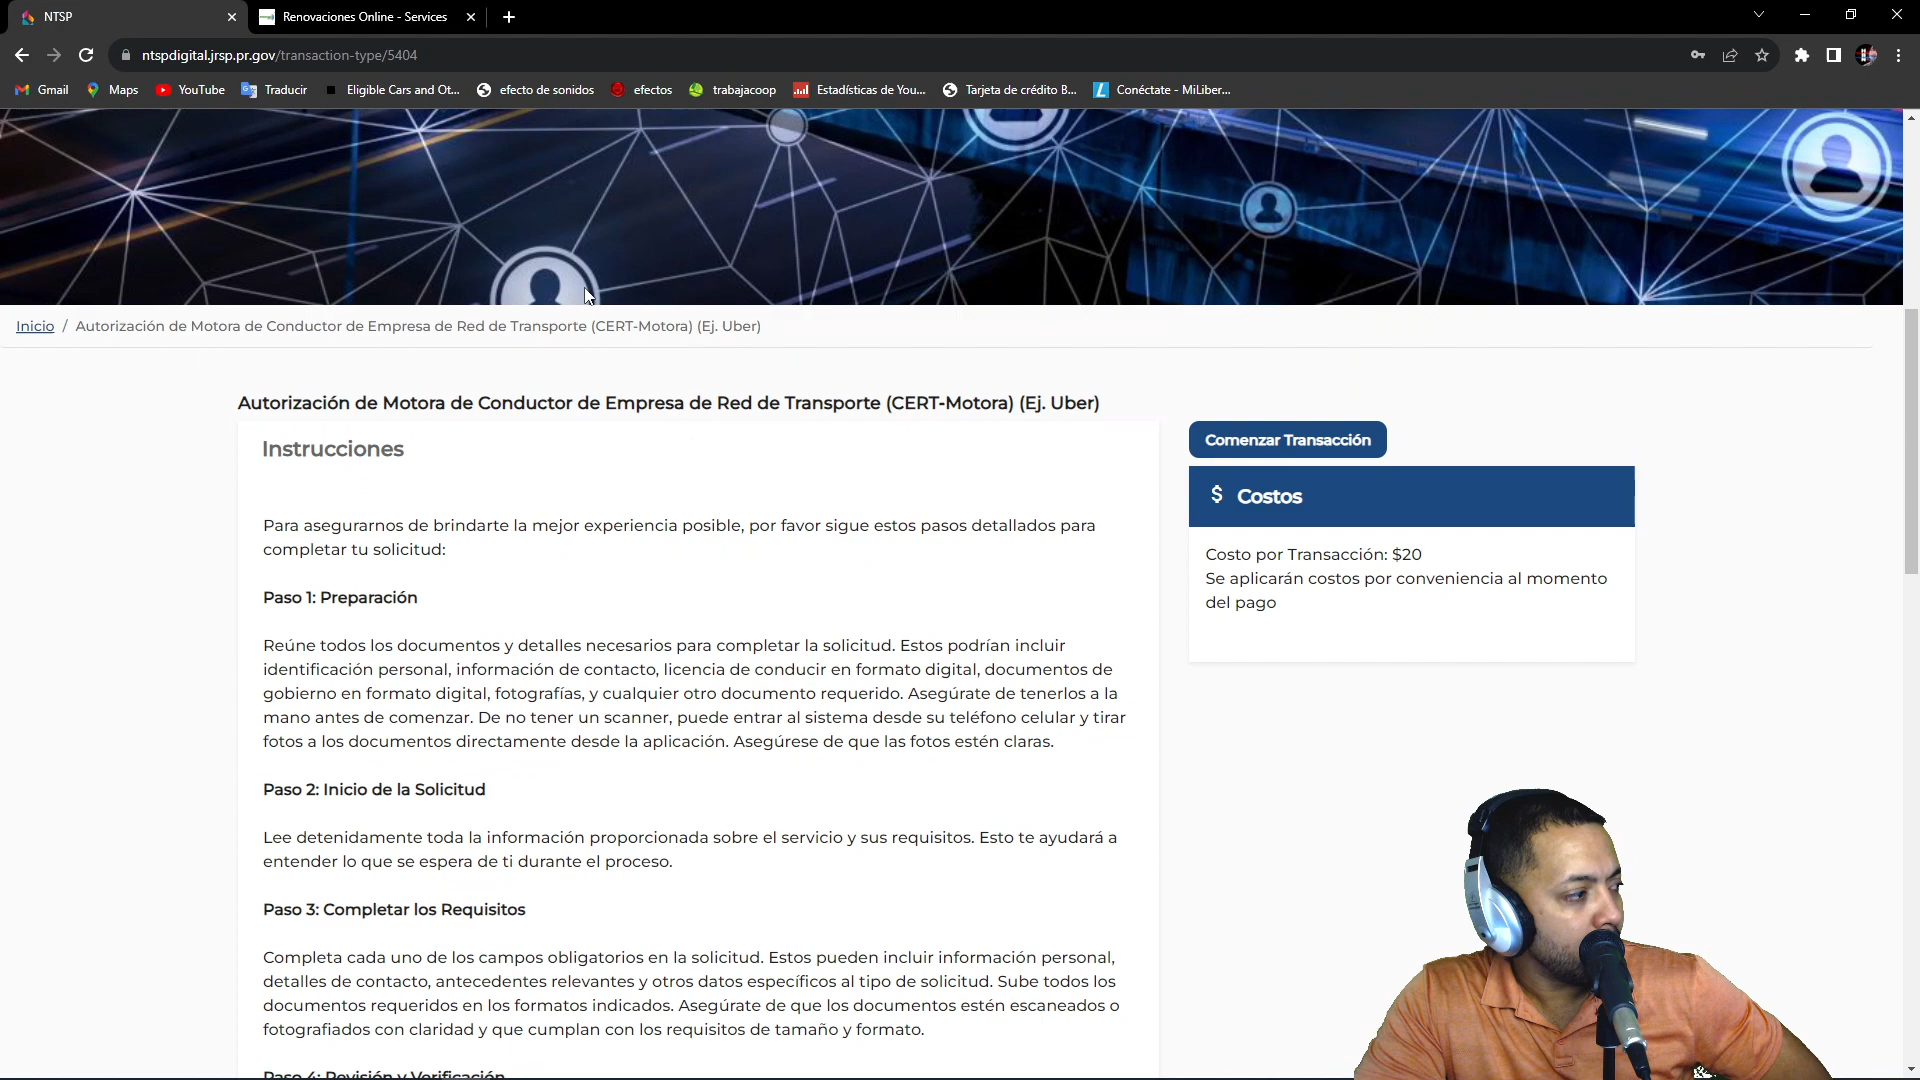 NTSP
Renovaciones Online - Services
ntspdigital.jrsp.pr.gov/transaction-type/5404
Gmail
Maps
YouTube
Traducir
Eligible Cars and Ot...
efecto de sonidos
efectos
trabajacoop
Estadísticas de You...
Tarjeta de crédito B...
Conéctate - MiLiber...
Inicio / Autorización de Motora de Conductor de Empresa de Red de Transporte (CERT-Motora) (Ej. Uber)
Autorización de Motora de Conductor de Empresa de Red de Transporte (CERT-Motora) (Ej. Uber)
Instrucciones
Para asegurarnos de brindarte la mejor experiencia posible, por favor sigue estos pasos detallados para
completar tu solicitud:
Paso 1: Preparación
Reúne todos los documentos y detalles necesarios para completar la solicitud. Estos podrían incluir
identificación personal, información de contacto, licencia de conducir en formato digital, documentos de
gobierno en formato digital, fotografías, y cualquier otro documento requerido. Asegúrate de tenerlos a la
mano antes de comenzar. De no tener un scanner, puede entrar al sistema desde su teléfono celular y tirar
fotos a los documentos directamente desde la aplicación. Asegúrese de que las fotos estén claras.
Paso 2: Inicio de la Solicitud
Lee detenidamente toda la información proporcionada sobre el servicio y sus requisitos. Esto te ayudará a
entender lo que se espera de ti durante el proceso.
Paso 3: Completar los Requisitos
Completa cada uno de los campos obligatorios en la solicitud. Estos pueden incluir información personal,
detalles de contacto, antecedentes relevantes y otros datos específicos al tipo de solicitud. Sube todos los
documentos requeridos en los formatos indicados. Asegúrate de que los documentos estén escaneados o
fotografiados con claridad y que cumplan con los requisitos de tamaño y formato.
Paso 4: Revisión y Verificación
Comenzar Transacción
$ Costos
Costo por Transacción: $20
Se aplicarán costos por conveniencia al momento
del pago